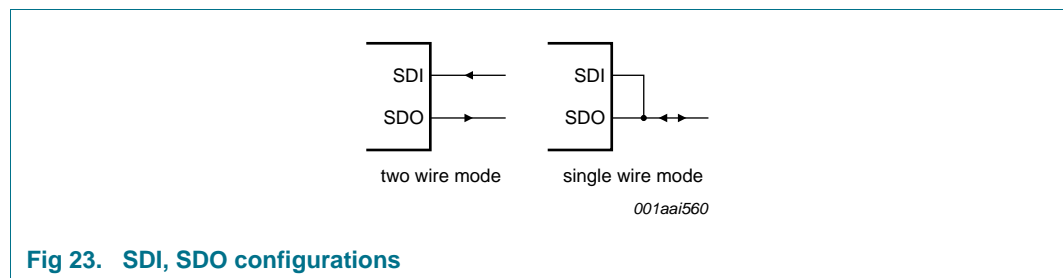 SDI
SDO
SDI
SDO
two wire mode
single wire mode
001aai560
Fig 23. SDI, SDO configurations